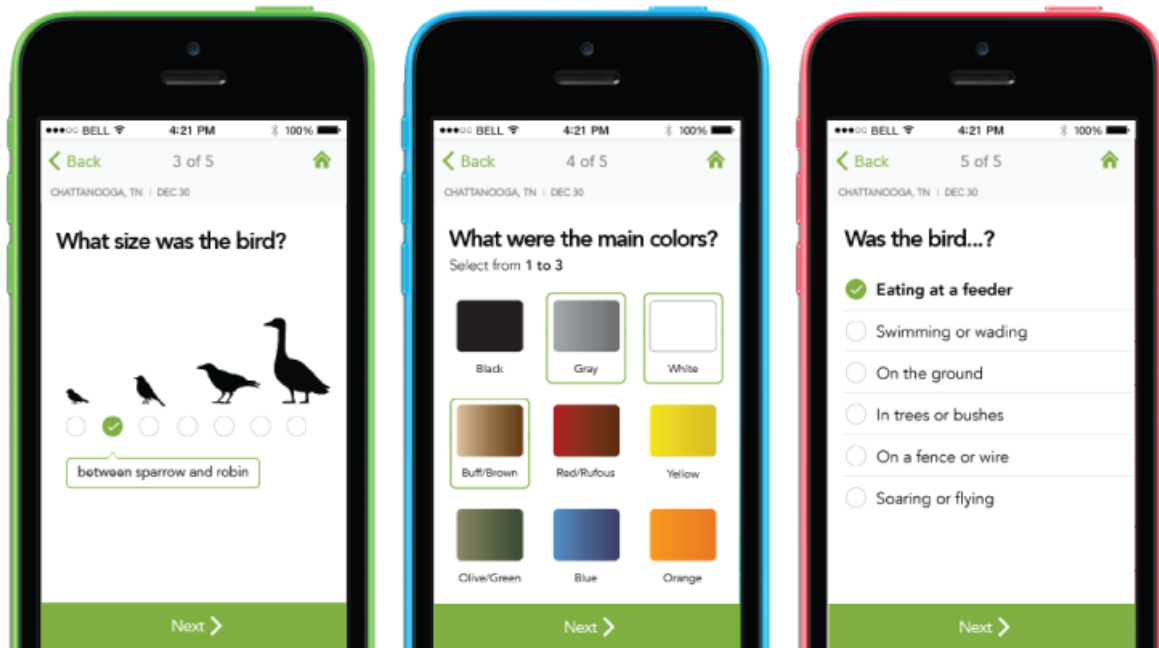 BELL 4:21 PM 100%
Back 3 of 5
CHATTANOOGA, TN | DEC 30
What size was the bird?
between sparrow and robin
Next
BELL 4:21 PM 100%
Back 4 of 5
CHATTANOOGA, TN | DEC 30
What were the main colors?
Select from 1 to 3
Black Gray White
Buff/Brown Red/Rufous Yellow
Olive/Green Blue Orange
Next
BELL 4:21 PM 100%
Back 5 of 5
CHATTANOOGA, TN | DEC 30
Was the bird...?
Eating at a feeder
Swimming or wading
On the ground
In trees or bushes
On a fence or wire
Soaring or flying
Next